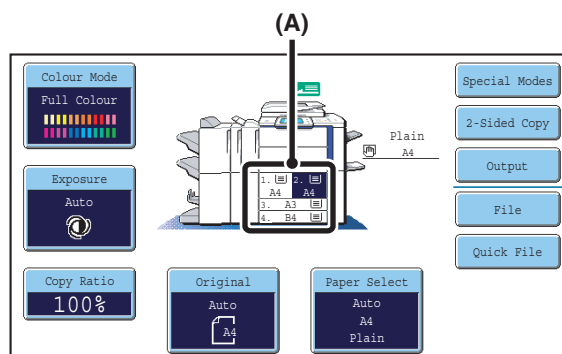 (A)
Colour Mode
Full Colour
Exposure
Auto
Copy Ratio
100%
Plain
A4
1. 2.
A4 A4
3. A3
4. B4
Original
Auto
A4
Paper Select
Auto
A4
Plain
Special Modes
2-Sided Copy
Output
File
Quick File